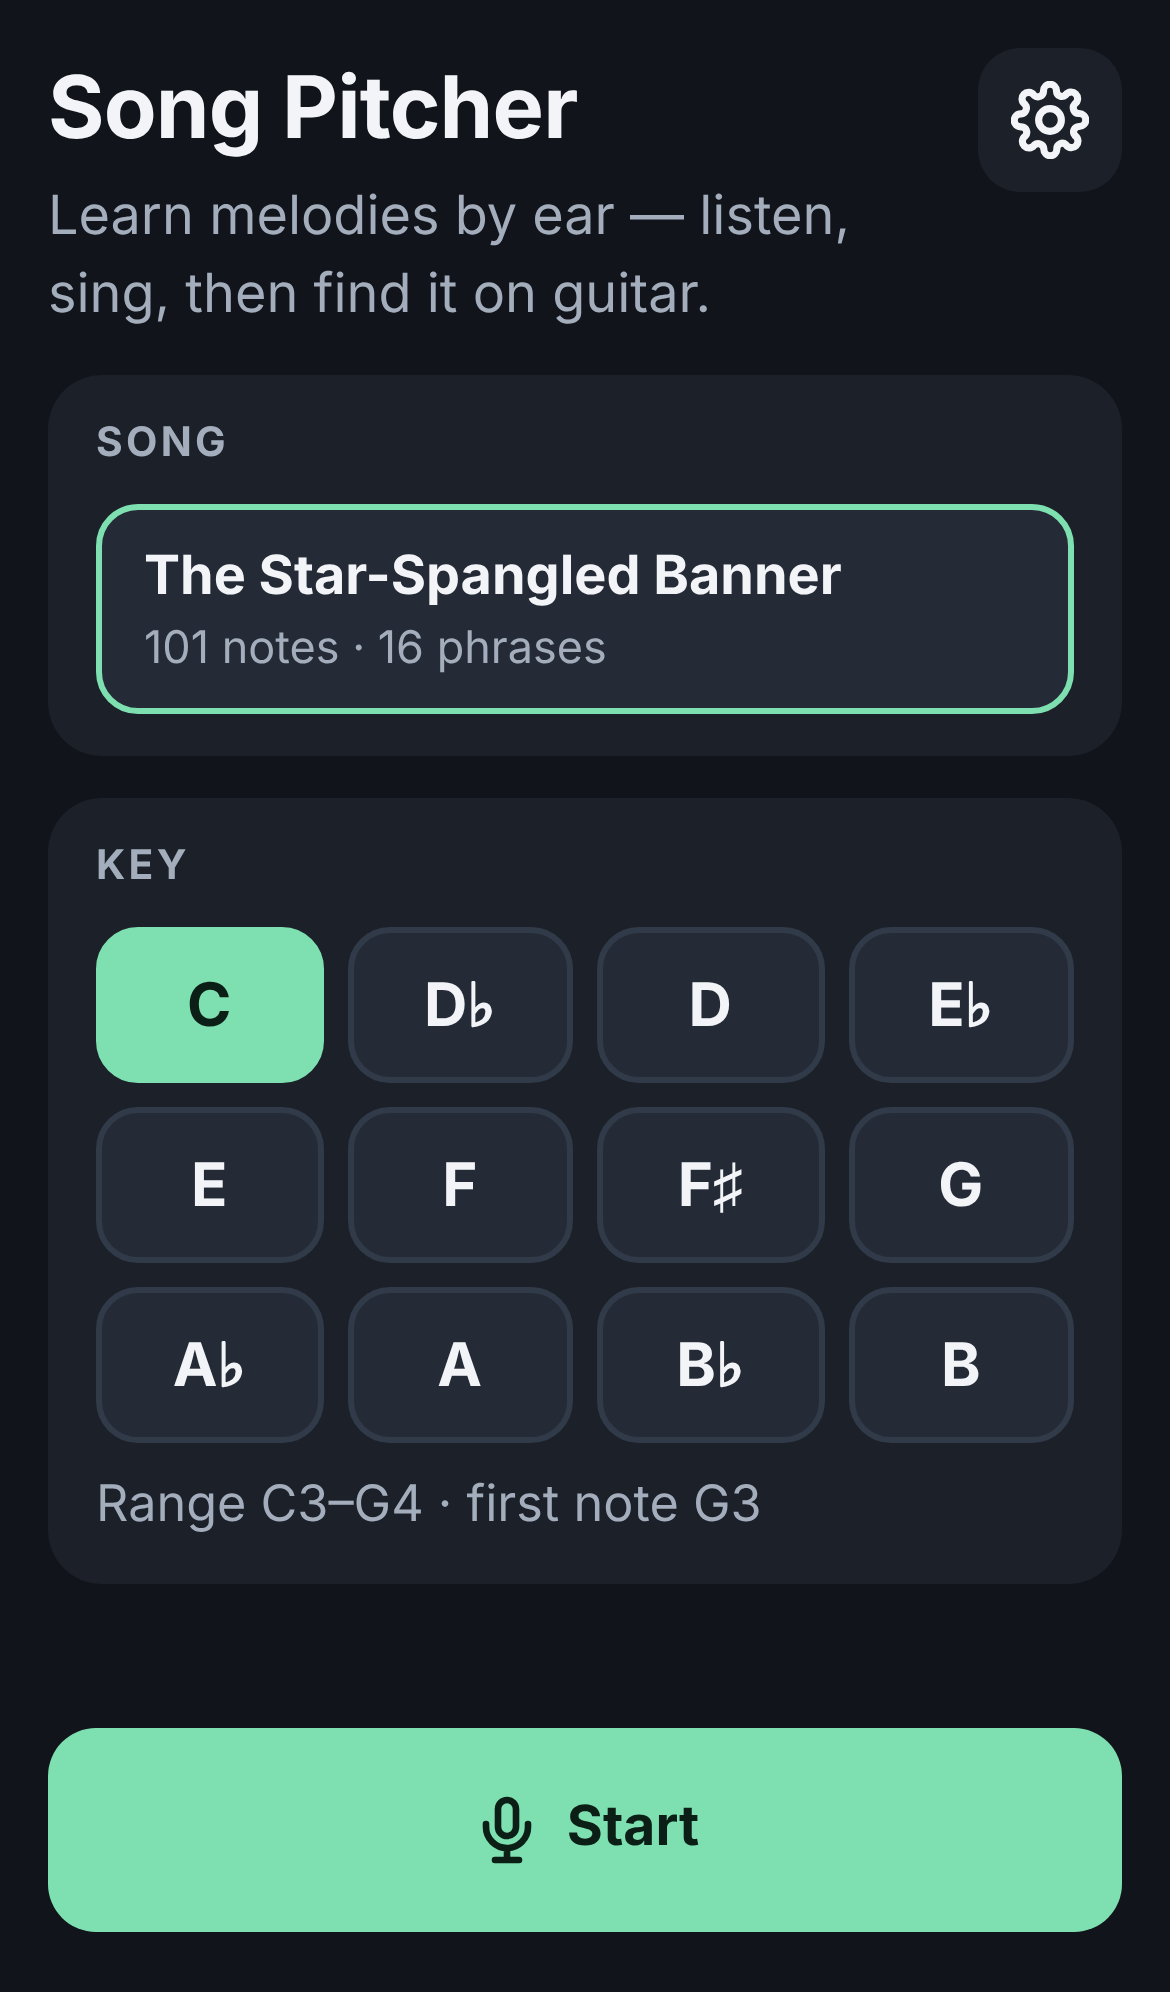 Song Pitcher
Learn melodies by ear — listen,
sing, then find it on guitar.
SONG
The Star-Spangled Banner
101 notes · 16 phrases
KEY
C D♭ D E♭
E F F♯ G
A♭ A B♭ B
Range C3–G4 · first note G3
Start